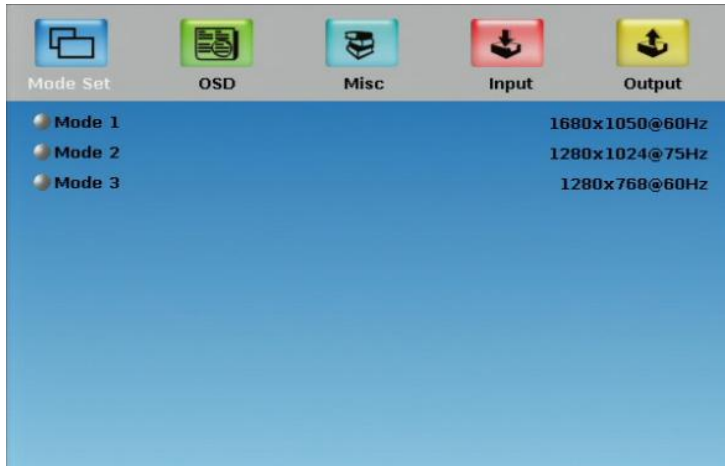 Mode Set OSD Misc Input Output
Mode 1 1680x1050@60Hz
Mode 2 1280x1024@75Hz
Mode 3 1280x768@60Hz